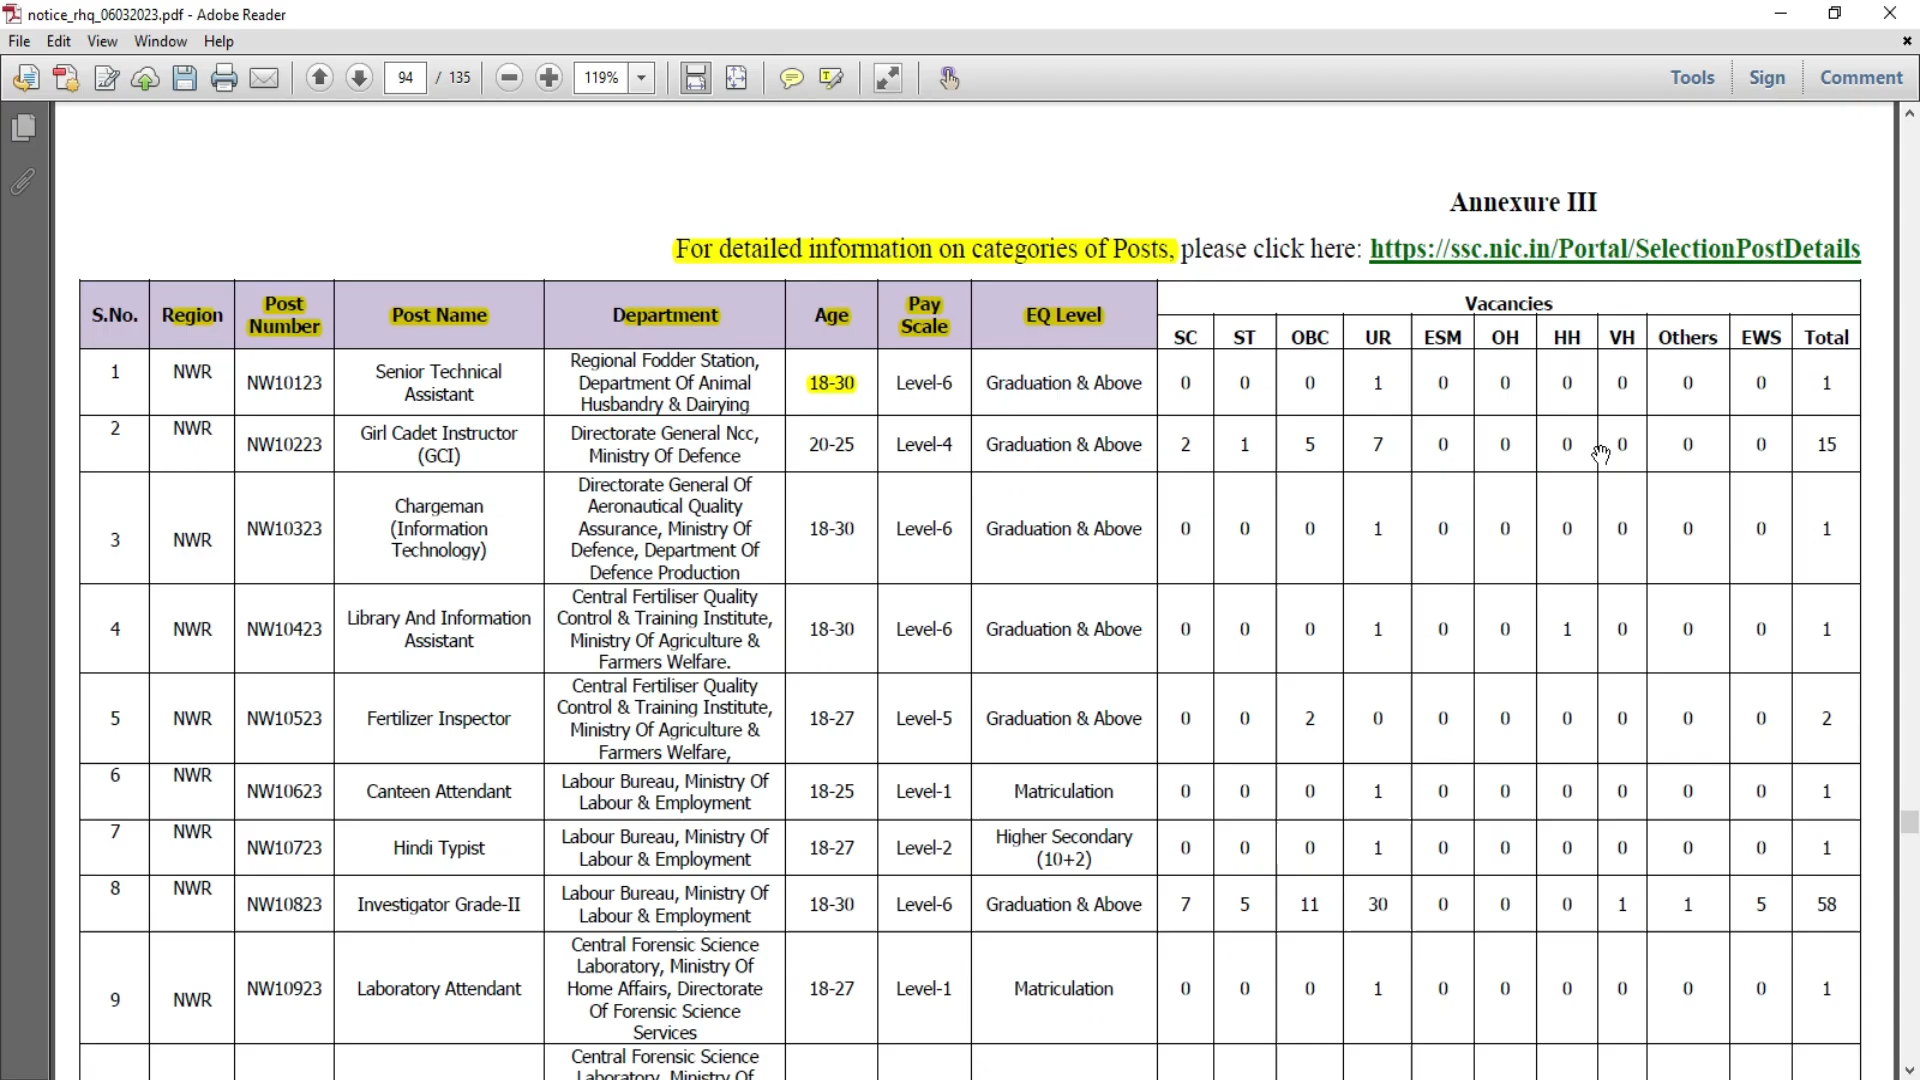 notice_rhq_06032023.pdf - Adobe Reader
File Edit View Window Help
94 / 135 119% Tools Sign Comment
Annexure III
For detailed information on categories of Posts, please click here: https://ssc.nic.in/Portal/SelectionPostDetails
S.No. Region Post Number Post Name Department Age Pay Scale EQ Level Vacancies
SC ST OBC UR ESM OH HH VH Others EWS Total
1 NWR NW10123 Senior Technical Assistant Regional Fodder Station, Department Of Animal Husbandry & Dairying 18-30 Level-6 Graduation & Above 0 0 0 1 0 0 0 0 0 0 1
2 NWR NW10223 Girl Cadet Instructor (GCI) Directorate General Ncc, Ministry Of Defence 20-25 Level-4 Graduation & Above 2 1 5 7 0 0 0 0 0 0 15
3 NWR NW10323 Chargeman (Information Technology) Directorate General Of Aeronautical Quality Assurance, Ministry Of Defence, Department Of Defence Production 18-30 Level-6 Graduation & Above 0 0 0 1 0 0 0 0 0 0 1
4 NWR NW10423 Library And Information Assistant Central Fertiliser Quality Control & Training Institute, Ministry Of Agriculture & Farmers Welfare. 18-30 Level-6 Graduation & Above 0 0 0 1 0 0 1 0 0 0 1
5 NWR NW10523 Fertilizer Inspector Central Fertiliser Quality Control & Training Institute, Ministry Of Agriculture & Farmers Welfare, 18-27 Level-5 Graduation & Above 0 0 2 0 0 0 0 0 0 0 2
6 NWR NW10623 Canteen Attendant Labour Bureau, Ministry Of Labour & Employment 18-25 Level-1 Matriculation 0 0 0 1 0 0 0 0 0 0 1
7 NWR NW10723 Hindi Typist Labour Bureau, Ministry Of Labour & Employment 18-27 Level-2 Higher Secondary (10+2) 0 0 0 1 0 0 0 0 0 0 1
8 NWR NW10823 Investigator Grade-II Labour Bureau, Ministry Of Labour & Employment 18-30 Level-6 Graduation & Above 7 5 11 30 0 0 0 1 1 5 58
9 NWR NW10923 Laboratory Attendant Central Forensic Science Laboratory, Ministry Of Home Affairs, Directorate Of Forensic Science Services 18-27 Level-1 Matriculation 0 0 0 1 0 0 0 0 0 0 1
Central Forensic Science
Laboratory, Ministry Of